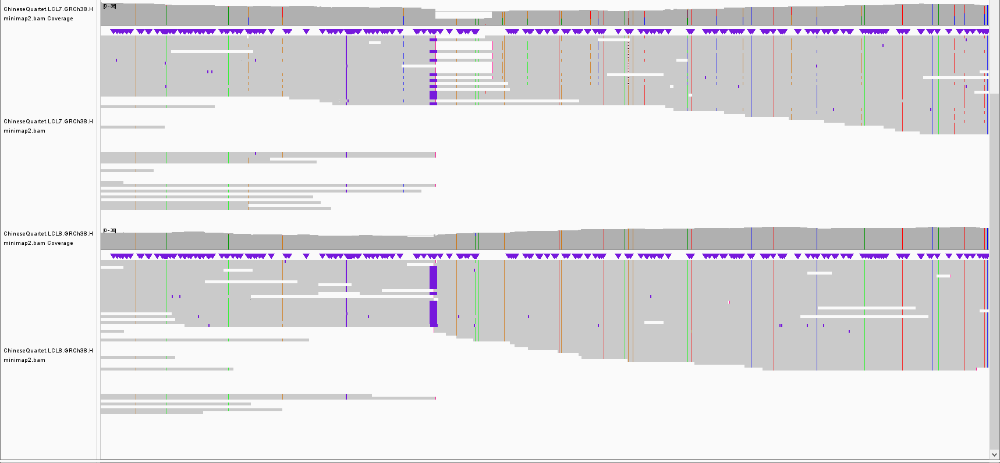 ChineseQuartet.LCL7.GRCh38.H
minimap2.bam Coverage
[0-36]
ChineseQuartet.LCL7.GRCh38.H
minimap2.bam
ChineseQuartet.LCL8.GRCh38.H
minimap2.bam Coverage
[0-38]
ChineseQuartet.LCL8.GRCh38.H
minimap2.bam